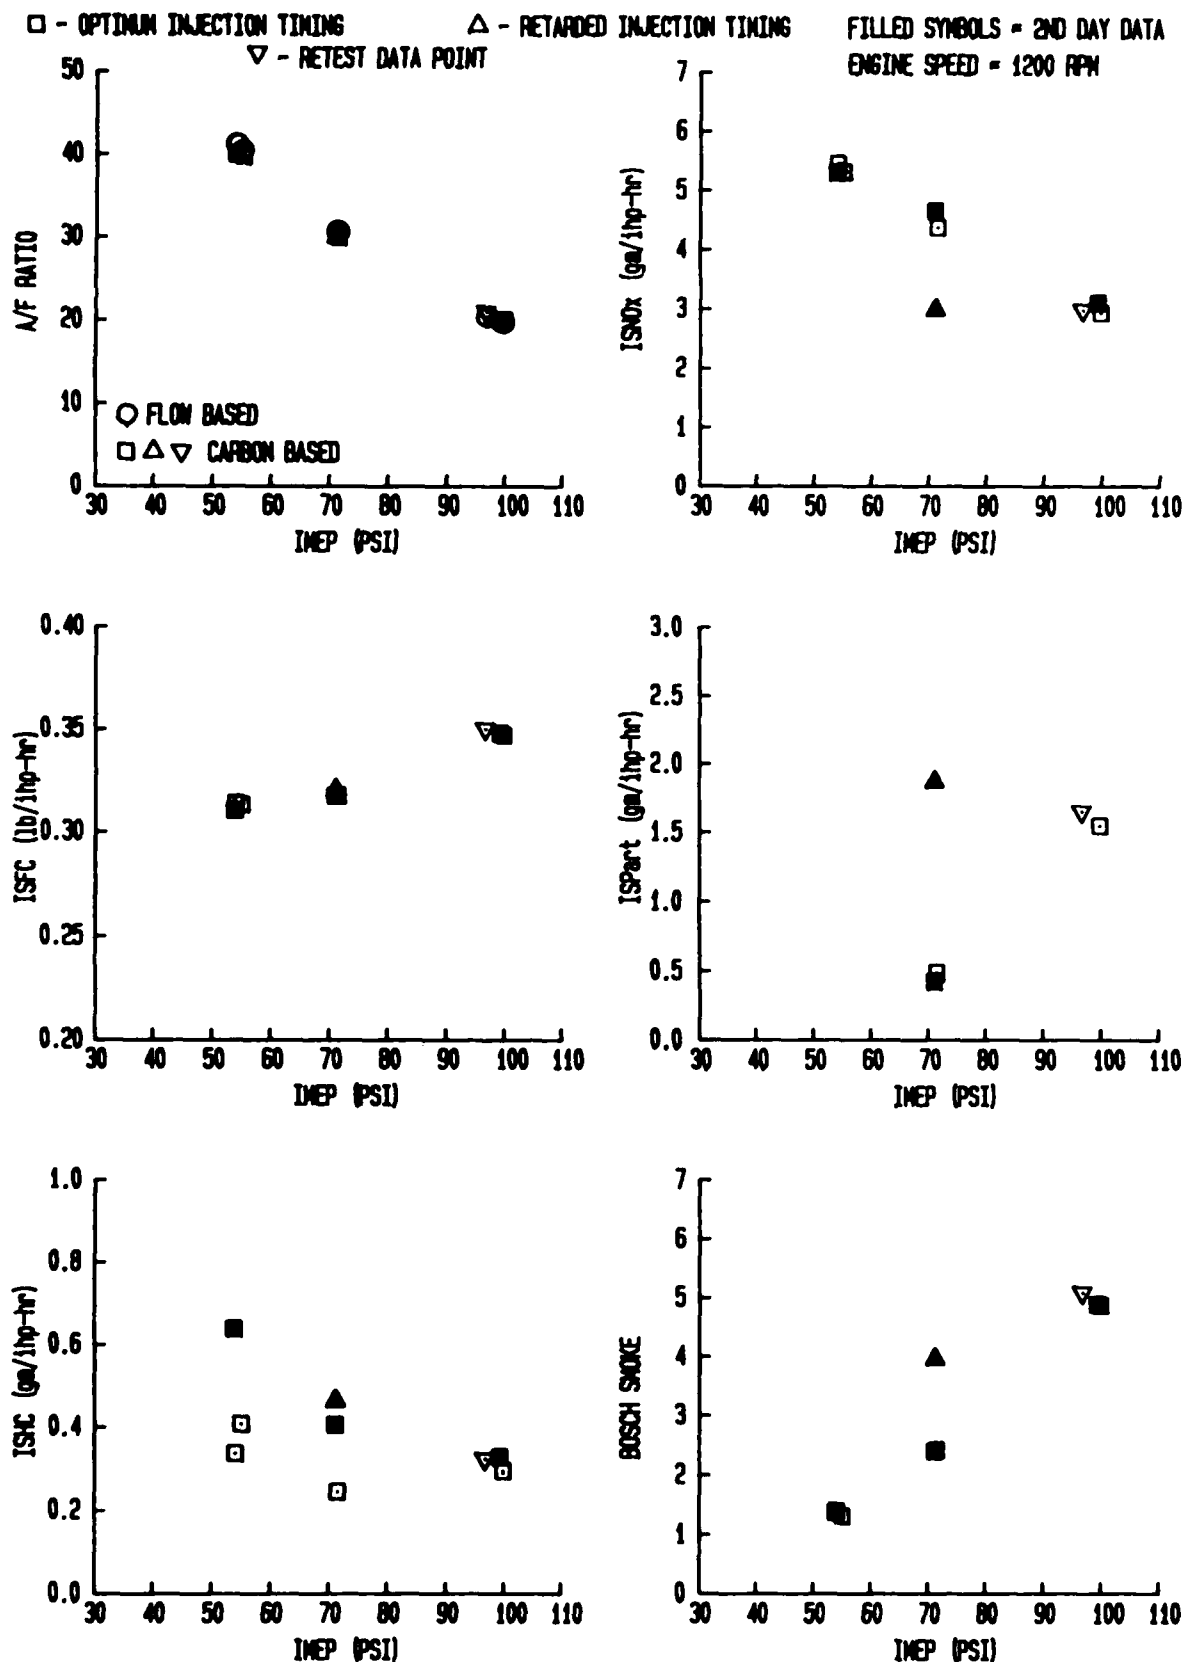 □ - OPTIMUM INJECTION TIMING △ - RETARDED INJECTION TIMING FILLED SYMBOLS = 2ND DAY DATA
▽ - RETEST DATA POINT ENGINE SPEED = 1200 RPM
50
40
30
20
10
0
A/F RATIO
○ FLOW BASED
□ △ ▽ CARBON BASED
30 40 50 60 70 80 90 100 110
IMEP (PSI)
7
6
5
4
3
2
1
0
ISNOx (gm/ihp-hr)
30 40 50 60 70 80 90 100 110
IMEP (PSI)
0.40
0.35
0.30
0.25
0.20
ISFC (lb/ihp-hr)
30 40 50 60 70 80 90 100 110
IMEP (PSI)
3.0
2.5
2.0
1.5
1.0
0.5
0.0
ISPart (gm/ihp-hr)
30 40 50 60 70 80 90 100 110
IMEP (PSI)
1.0
0.8
0.6
0.4
0.2
0.0
ISHC (gm/ihp-hr)
30 40 50 60 70 80 90 100 110
IMEP (PSI)
7
6
5
4
3
2
1
0
BOSCH SMOKE
30 40 50 60 70 80 90 100 110
IMEP (PSI)